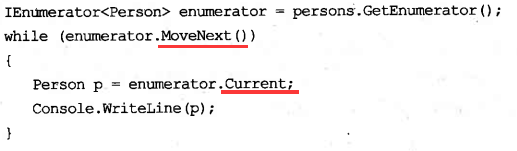 IEnumerator<Person> enumerator = persons.GetEnumerator();
while (enumerator.MoveNext())
{
Person p = enumerator.Current;
Console.WriteLine(p);
}